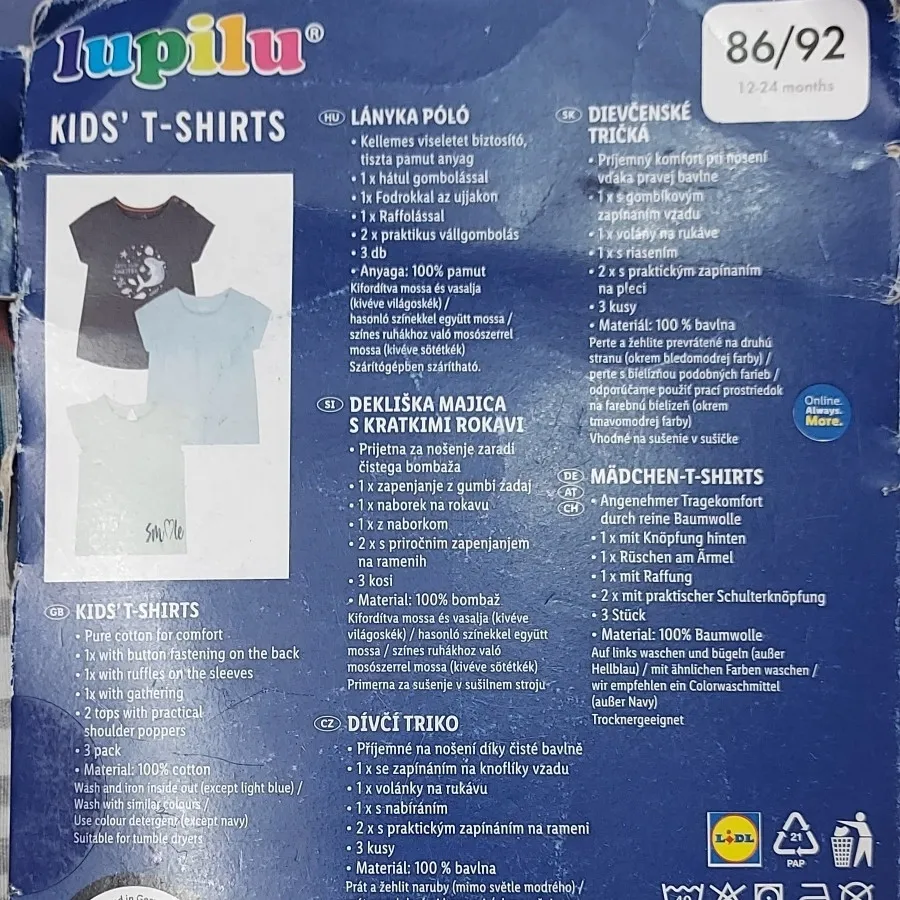 lupilu®
KIDS' T-SHIRTS
86/92
12-24 months
smile
GB KIDS' T-SHIRTS
• Pure cotton for comfort
• 1x with button fastening on the back
• 1x with ruffles on the sleeves
• 1x with gathering
• 2 tops with practical
shoulder poppers
• 3 pack
• Material: 100% cotton
Wash and iron inside out (except light blue) /
Wash with similar colours /
Use colour detergent (except navy)
Suitable for tumble dryers
HU LÁNYKA PÓLÓ
• Kellemes viseletet biztosító,
tiszta pamut anyag
• 1 x hátul gombolással
• 1x Fodrokkal az ujjakon
• 1 x Raffolással
• 2 x praktikus vállgombolás
• 3 db
• Anyaga: 100% pamut
Kifordítva mossa és vasalja
(kivéve világoskék) /
hasonló színekkel együtt mossa /
színes ruhákhoz való mosószerrel
mossa (kivéve sötétkék)
Szárítógépben szárítható.
SI DEKLIŠKA MAJICA
S KRATKIMI ROKAVI
• Prijetna za nošenje zaradi
čistega bombaža
• 1 x zapenjanje z gumbi zadaj
• 1 x naborek na rokavu
• 1 x z naborkom
• 2 x s priročnim zapenjanjem
na ramenih
• 3 kosi
• Material: 100% bombaž
Kifordítva mossa és vasalja (kivéve
világoskék) / hasonló színekkel együtt
mossa / színes ruhákhoz való
mosószerrel mossa (kivéve sötétkék)
Primerna za sušenje v sušilnem stroju
CZ DÍVČÍ TRIKO
• Příjemné na nošení díky čisté bavlně
• 1 x se zapínáním na knoflíky vzadu
• 1 x volánky na rukávu
• 1 x s nabíráním
• 2 x s praktickým zapínáním na rameni
• 3 kusy
• Materiál: 100 % bavlna
Prát a žehlit naruby (mimo světle modrého) /
SK DIEVČENSKÉ
TRIČKÁ
• Príjemný komfort pri nosení
vďaka pravej bavlne
• 1 x s gombíkovým
zapínaním vzadu
• 1 x volány na rukáve
• 1 x s riasením
• 2 x s praktickým zapínaním
na pleci
• 3 kusy
• Materiál: 100 % bavlna
Perte a žehlite prevrátené na druhú
stranu (okrem bledomodrej farby) /
perte s bielizňou podobných farieb /
odporúčame použiť prací prostriedok
na farebnú bielizeň (okrem
tmavomodrej farby)
Vhodné na sušenie v sušičke
Online.
Always.
More.
DE AT CH MÄDCHEN-T-SHIRTS
• Angenehmer Tragekomfort
durch reine Baumwolle
• 1 x mit Knöpfung hinten
• 1 x Rüschen am Ärmel
• 1 x mit Raffung
• 2 x mit praktischer Schulterknöpfung
• 3 Stück
• Material: 100% Baumwolle
Auf links waschen und bügeln (außer
Hellblau) / mit ähnlichen Farben waschen /
wir empfehlen ein Colorwaschmittel
(außer Navy)
Trocknergeeignet
LIDL
21
PAP
40